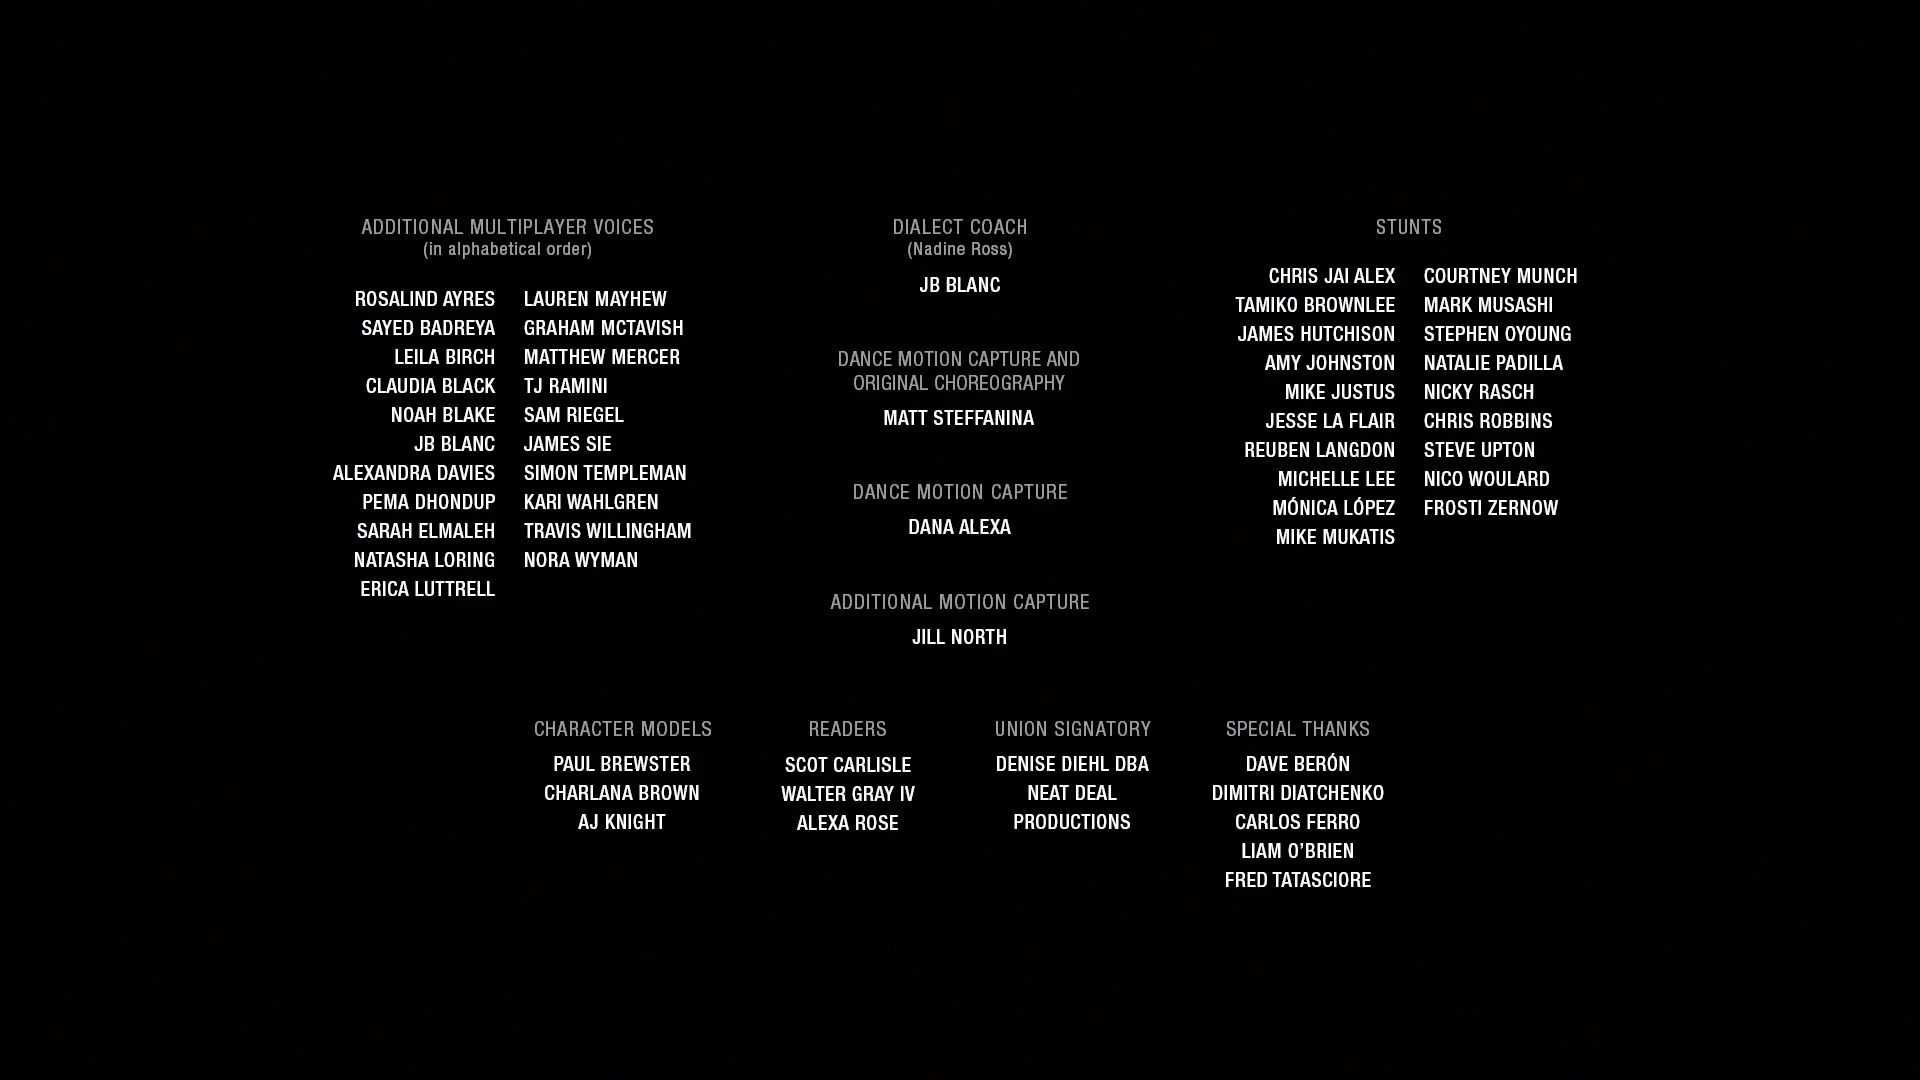 ADDITIONAL MULTIPLAYER VOICES
(in alphabetical order)
ROSALIND AYRES
SAYED BADREYA
LEILA BIRCH
CLAUDIA BLACK
NOAH BLAKE
JB BLANC
ALEXANDRA DAVIES
PEMA DHONDUP
SARAH ELMALEH
NATASHA LORING
ERICA LUTTRELL
LAUREN MAYHEW
GRAHAM MCTAVISH
MATTHEW MERCER
TJ RAMINI
SAM RIEGEL
JAMES SIE
SIMON TEMPLEMAN
KARI WAHLGREN
TRAVIS WILLINGHAM
NORA WYMAN
DIALECT COACH
(Nadine Ross)
JB BLANC
DANCE MOTION CAPTURE AND
ORIGINAL CHOREOGRAPHY
MATT STEFFANINA
DANCE MOTION CAPTURE
DANA ALEXA
ADDITIONAL MOTION CAPTURE
JILL NORTH
STUNTS
CHRIS JAI ALEX
TAMIKO BROWNLEE
JAMES HUTCHISON
AMY JOHNSTON
MIKE JUSTUS
JESSE LA FLAIR
REUBEN LANGDON
MICHELLE LEE
MÓNICA LÓPEZ
MIKE MUKATIS
COURTNEY MUNCH
MARK MUSASHI
STEPHEN OYOUNG
NATALIE PADILLA
NICKY RASCH
CHRIS ROBBINS
STEVE UPTON
NICO WOULARD
FROSTI ZERNOW
CHARACTER MODELS
PAUL BREWSTER
CHARLANA BROWN
AJ KNIGHT
READERS
SCOT CARLISLE
WALTER GRAY IV
ALEXA ROSE
UNION SIGNATORY
DENISE DIEHL DBA
NEAT DEAL
PRODUCTIONS
SPECIAL THANKS
DAVE BERÓN
DIMITRI DIATCHENKO
CARLOS FERRO
LIAM O’BRIEN
FRED TATASCIORE